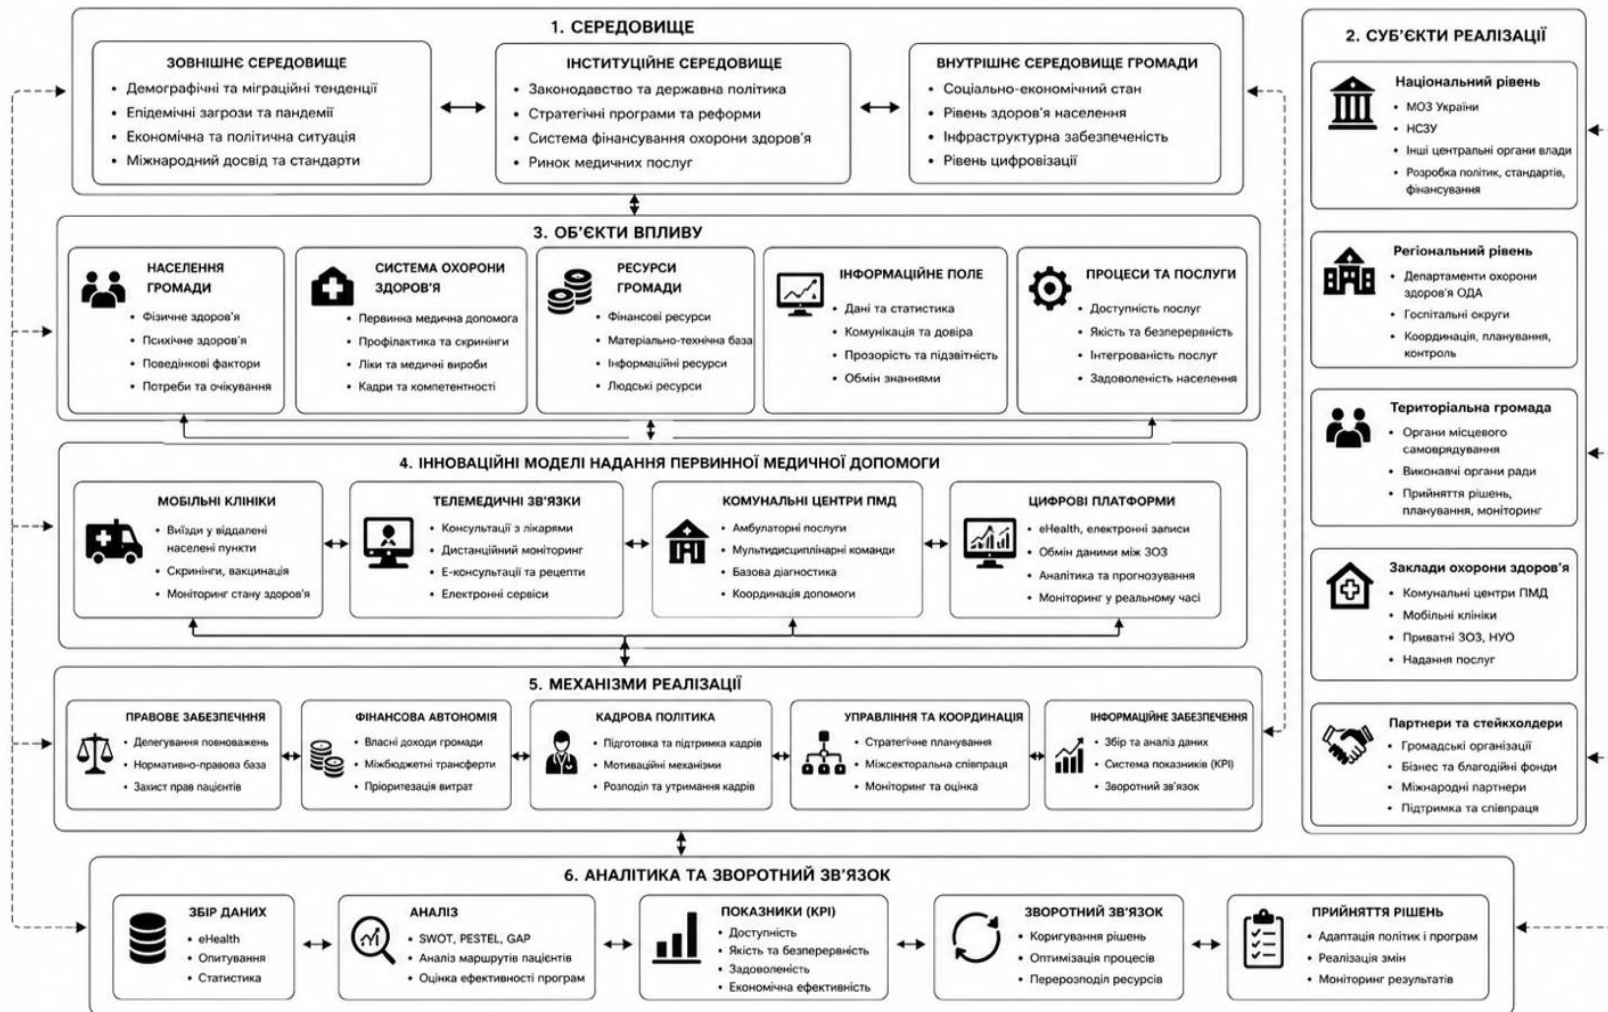 1. СЕРЕДОВИЩЕ
ЗОВНІШНЄ СЕРЕДОВИЩЕ
• Демографічні та міграційні тенденції
• Епідемічні загрози та пандемії
• Економічна та політична ситуація
• Міжнародний досвід та стандарти
ІНСТИТУЦІЙНЕ СЕРЕДОВИЩЕ
• Законодавство та державна політика
• Стратегічні програми та реформи
• Система фінансування охорони здоров'я
• Ринок медичних послуг
ВНУТРІШНЄ СЕРЕДОВИЩЕ ГРОМАДИ
• Соціально-економічний стан
• Рівень здоров'я населення
• Інфраструктурна забезпеченість
• Рівень цифровізації
2. СУБ'ЄКТИ РЕАЛІЗАЦІЇ
Національний рівень
• МОЗ України
• НСЗУ
• Інші центральні органи влади
• Розробка політик, стандартів,
фінансування
Регіональний рівень
• Департаменти охорони
здоров'я ОДА
• Госпітальні округи
• Координація, планування,
контроль
Територіальна громада
• Органи місцевого
самоврядування
• Виконавчі органи ради
• Прийняття рішень,
планування, моніторинг
Заклади охорони здоров'я
• Комунальні центри ПМД
• Мобільні клініки
• Приватні ЗОЗ, НУО
• Надання послуг
Партнери та стейкхолдери
• Громадські організації
• Бізнес та благодійні фонди
• Міжнародні партнери
• Підтримка та співпраця
3. ОБ'ЄКТИ ВПЛИВУ
НАСЕЛЕННЯ
ГРОМАДИ
• Фізичне здоров'я
• Психічне здоров'я
• Поведінкові фактори
• Потреби та очікування
СИСТЕМА ОХОРОНИ
ЗДОРОВ'Я
• Первинна медична допомога
• Профілактика та скринінги
• Ліки та медичні вироби
• Кадри та компетентності
РЕСУРСИ
ГРОМАДИ
• Фінансові ресурси
• Матеріально-технічна база
• Інформаційні ресурси
• Людські ресурси
ІНФОРМАЦІЙНЕ ПОЛЕ
• Дані та статистика
• Комунікація та довіра
• Прозорість та підзвітність
• Обмін знаннями
ПРОЦЕСИ ТА ПОСЛУГИ
• Доступність послуг
• Якість та безперервність
• Інтегрованість послуг
• Задоволеність населення
4. ІННОВАЦІЙНІ МОДЕЛІ НАДАННЯ ПЕРВИННОЇ МЕДИЧНОЇ ДОПОМОГИ
МОБІЛЬНІ КЛІНІКИ
• Виїзди у віддалені
населені пункти
• Скринінги, вакцинація
• Моніторинг стану здоров'я
ТЕЛЕМЕДИЧНІ ЗВ'ЯЗКИ
• Консультації з лікарями
• Дистанційний моніторинг
• Е-консультації та рецепти
• Електронні сервіси
КОМУНАЛЬНІ ЦЕНТРИ ПМД
• Амбулаторні послуги
• Мультидисциплінарні команди
• Базова діагностика
• Координація допомоги
ЦИФРОВІ ПЛАТФОРМИ
• eHealth, електронні записи
• Обмін даними між ЗОЗ
• Аналітика та прогнозування
• Моніторинг у реальному часі
5. МЕХАНІЗМИ РЕАЛІЗАЦІЇ
ПРАВОВЕ ЗАБЕЗПЕЧННЯ
• Делегування повноважень
• Нормативно-правова база
• Захист прав пацієнтів
ФІНАНСОВА АВТОНОМІЯ
• Власні доходи громади
• Міжбюджетні трансферти
• Пріоритезація витрат
КАДРОВА ПОЛІТИКА
• Підготовка та підтримка кадрів
• Мотиваційні механізми
• Розподіл та утримання кадрів
УПРАВЛІННЯ ТА КООРДИНАЦІЯ
• Стратегічне планування
• Міжсекторальна співпраця
• Моніторинг та оцінка
ІНФОРМАЦІЙНЕ ЗАБЕЗПЕЧЕННЯ
• Збір та аналіз даних
• Система показників (KPI)
• Зворотний зв'язок
6. АНАЛІТИКА ТА ЗВОРОТНИЙ ЗВ'ЯЗОК
ЗБІР ДАНИХ
• eHealth
• Опитування
• Статистика
АНАЛІЗ
• SWOT, PESTEL, GAP
• Аналіз маршрутів пацієнтів
• Оцінка ефективності програм
ПОКАЗНИКИ (KPI)
• Доступність
• Якість та безперервність
• Задоволеність
• Економічна ефективність
ЗВОРОТНИЙ ЗВ'ЯЗОК
• Коригування рішень
• Оптимізація процесів
• Перерозподіл ресурсів
ПРИЙНЯТТЯ РІШЕНЬ
• Адаптація політик і програм
• Реалізація змін
• Моніторинг результатів